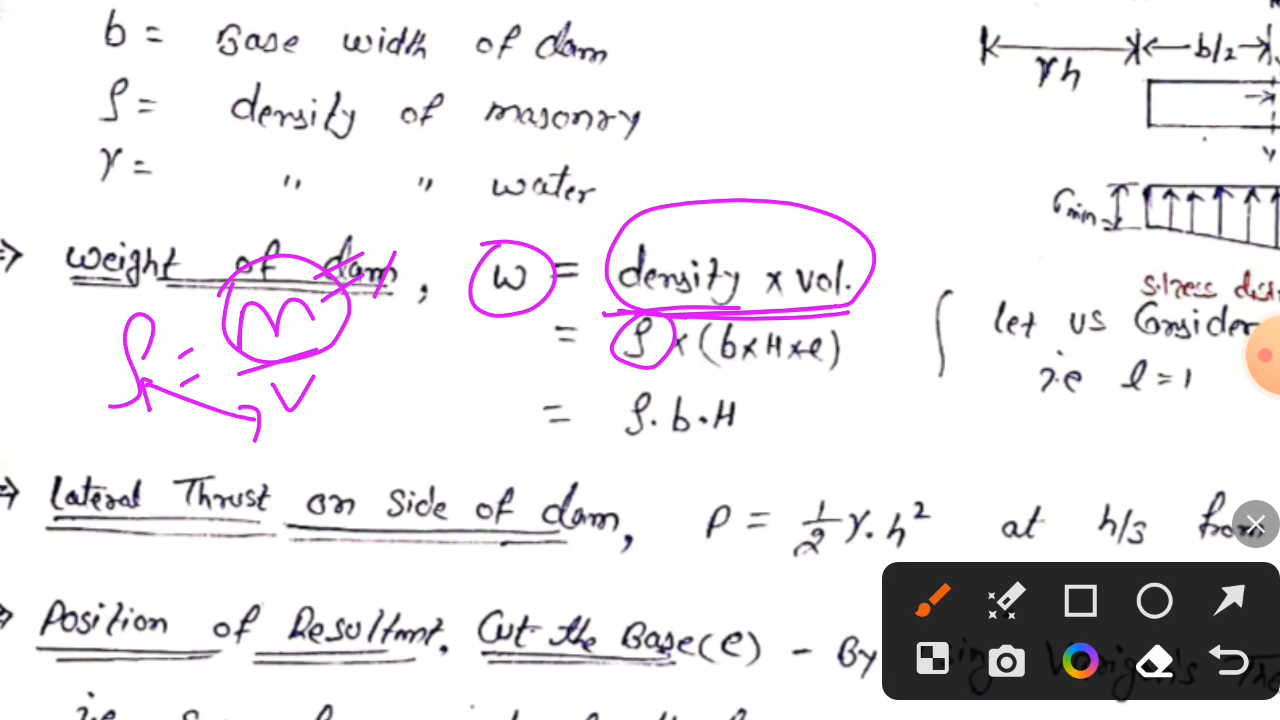 b = Base width of dam
ρ = density of masonry
γ = " " water
γh
b/2
σmin
stress dist
⇒ weight of dam, W = density × vol.
= ρ × (b×H×l)
= ρ.b.H
ρ = m/V
let us Consider
i.e l=1
⇒ Lateral Thrust on Side of dam, P = 1/2 γ.h² at h/3 from
⇒ Position of Resultant. Cut the Base(e) - By
i.e